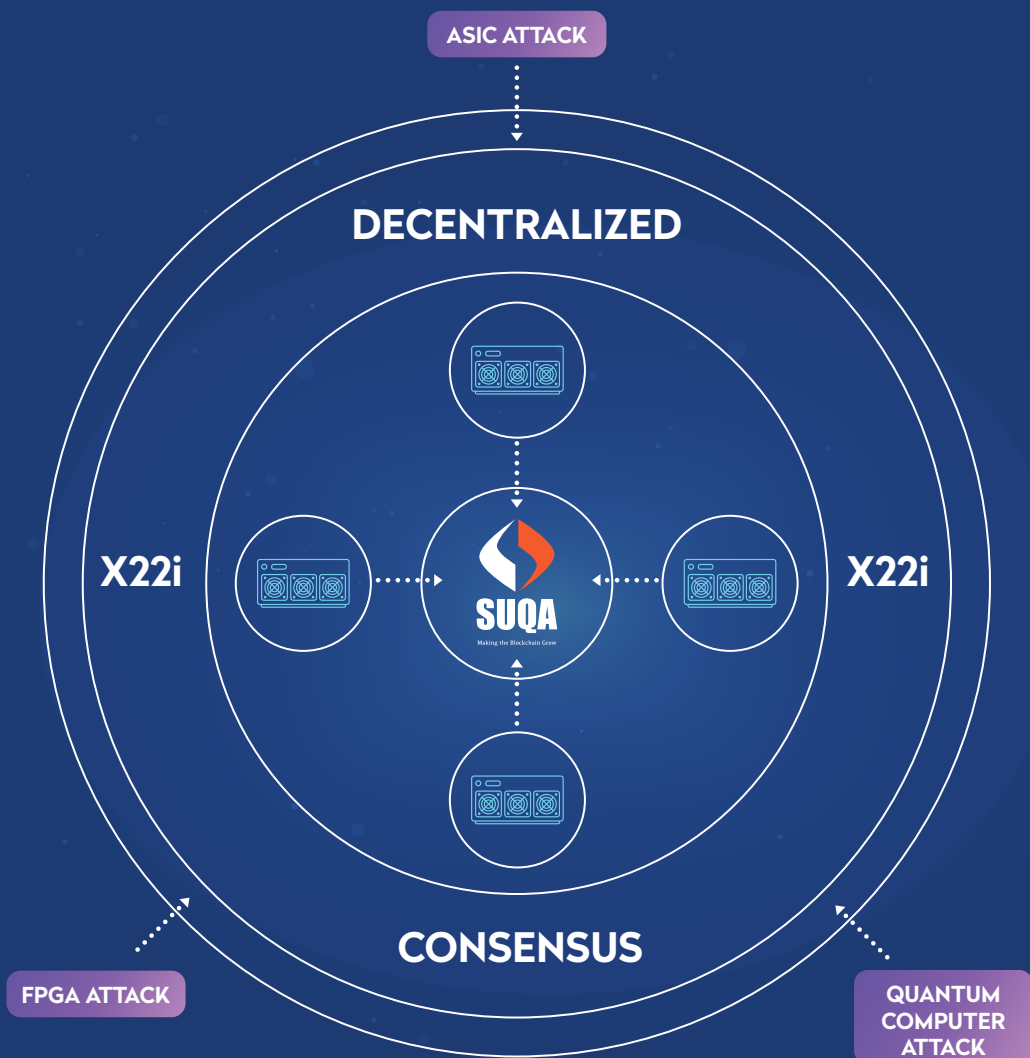 ASIC ATTACK
DECENTRALIZED
X22i
X22i
SUQA
Making the Blockchain Grow
CONSENSUS
FPGA ATTACK
QUANTUM
COMPUTER
ATTACK